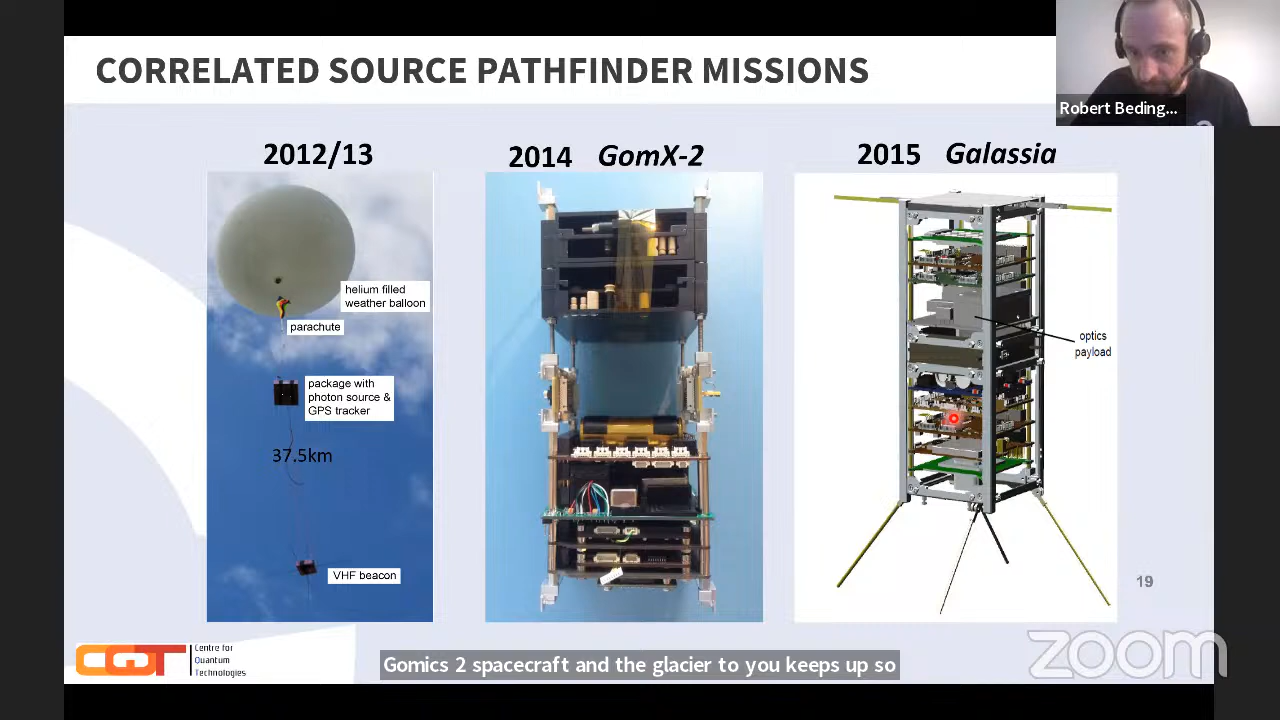 CORRELATED SOURCE PATHFINDER MISSIONS
Robert Beding...
2012/13
2014 GomX-2
2015 Galassia
helium filled
weather balloon
parachute
package with
photon source &
GPS tracker
37.5km
VHF beacon
optics
payload
19
CQT
Centre for
Quantum
Technologies
Gomics 2 spacecraft and the glacier to you keeps up so
zoom